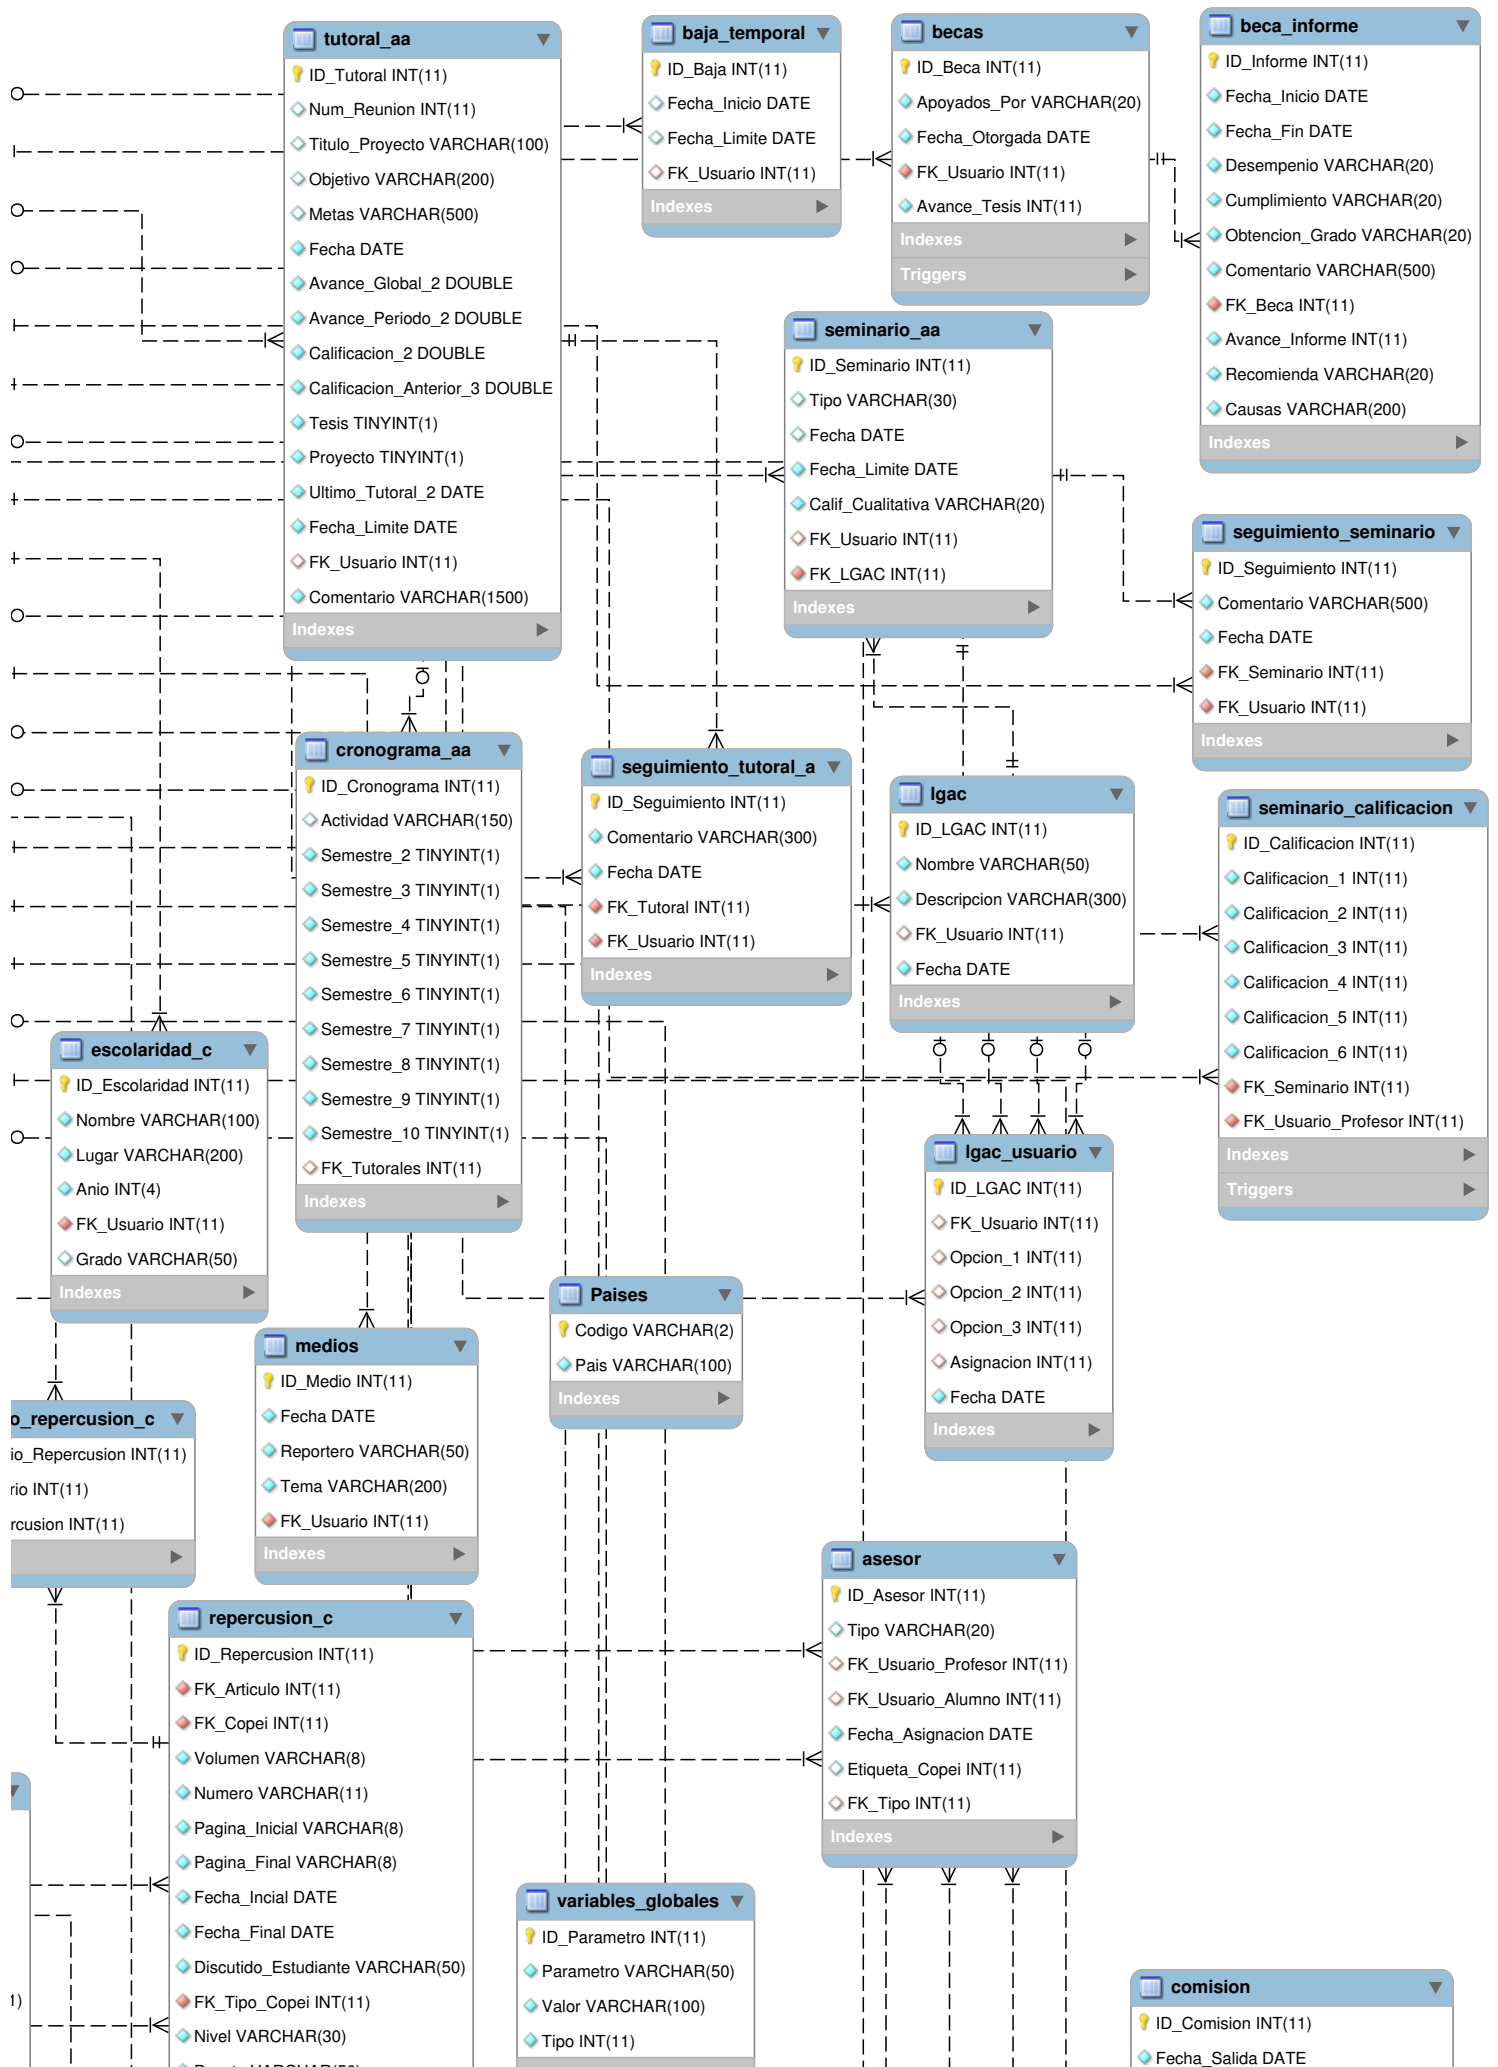 tutoral_aa
ID_Tutoral INT(11)
Num_Reunion INT(11)
Titulo_Proyecto VARCHAR(100)
Objetivo VARCHAR(200)
Metas VARCHAR(500)
Fecha DATE
Avance_Global_2 DOUBLE
Avance_Periodo_2 DOUBLE
Calificacion_2 DOUBLE
Calificacion_Anterior_3 DOUBLE
Tesis TINYINT(1)
Proyecto TINYINT(1)
Ultimo_Tutoral_2 DATE
Fecha_Limite DATE
FK_Usuario INT(11)
Comentario VARCHAR(1500)
Indexes
baja_temporal
ID_Baja INT(11)
Fecha_Inicio DATE
Fecha_Limite DATE
FK_Usuario INT(11)
Indexes
becas
ID_Beca INT(11)
Apoyados_Por VARCHAR(20)
Fecha_Otorgada DATE
FK_Usuario INT(11)
Avance_Tesis INT(11)
Indexes
Triggers
beca_informe
ID_Informe INT(11)
Fecha_Inicio DATE
Fecha_Fin DATE
Desempenio VARCHAR(20)
Cumplimiento VARCHAR(20)
Obtencion_Grado VARCHAR(20)
Comentario VARCHAR(500)
FK_Beca INT(11)
Avance_Informe INT(11)
Recomienda VARCHAR(20)
Causas VARCHAR(200)
Indexes
seminario_aa
ID_Seminario INT(11)
Tipo VARCHAR(30)
Fecha DATE
Fecha_Limite DATE
Calif_Cualitativa VARCHAR(20)
FK_Usuario INT(11)
FK_LGAC INT(11)
Indexes
seguimiento_seminario
ID_Seguimiento INT(11)
Comentario VARCHAR(500)
Fecha DATE
FK_Seminario INT(11)
FK_Usuario INT(11)
Indexes
cronograma_aa
ID_Cronograma INT(11)
Actividad VARCHAR(150)
Semestre_2 TINYINT(1)
Semestre_3 TINYINT(1)
Semestre_4 TINYINT(1)
Semestre_5 TINYINT(1)
Semestre_6 TINYINT(1)
Semestre_7 TINYINT(1)
Semestre_8 TINYINT(1)
Semestre_9 TINYINT(1)
Semestre_10 TINYINT(1)
FK_Tutorales INT(11)
Indexes
seguimiento_tutoral_a
ID_Seguimiento INT(11)
Comentario VARCHAR(300)
Fecha DATE
FK_Tutoral INT(11)
FK_Usuario INT(11)
Indexes
lgac
ID_LGAC INT(11)
Nombre VARCHAR(50)
Descripcion VARCHAR(300)
FK_Usuario INT(11)
Fecha DATE
Indexes
seminario_calificacion
ID_Calificacion INT(11)
Calificacion_1 INT(11)
Calificacion_2 INT(11)
Calificacion_3 INT(11)
Calificacion_4 INT(11)
Calificacion_5 INT(11)
Calificacion_6 INT(11)
FK_Seminario INT(11)
FK_Usuario_Profesor INT(11)
Indexes
Triggers
escolaridad_c
ID_Escolaridad INT(11)
Nombre VARCHAR(100)
Lugar VARCHAR(200)
Anio INT(4)
FK_Usuario INT(11)
Grado VARCHAR(50)
Indexes
lgac_usuario
ID_LGAC INT(11)
FK_Usuario INT(11)
Opcion_1 INT(11)
Opcion_2 INT(11)
Opcion_3 INT(11)
Asignacion INT(11)
Fecha DATE
Indexes
Paises
Codigo VARCHAR(2)
Pais VARCHAR(100)
Indexes
medios
ID_Medio INT(11)
Fecha DATE
Reportero VARCHAR(50)
Tema VARCHAR(200)
FK_Usuario INT(11)
Indexes
o_repercusion_c
io_Repercusion INT(11)
rio INT(11)
rcusion INT(11)
asesor
ID_Asesor INT(11)
Tipo VARCHAR(20)
FK_Usuario_Profesor INT(11)
FK_Usuario_Alumno INT(11)
Fecha_Asignacion DATE
Etiqueta_Copei INT(11)
FK_Tipo INT(11)
Indexes
repercusion_c
ID_Repercusion INT(11)
FK_Articulo INT(11)
FK_Copei INT(11)
Volumen VARCHAR(8)
Numero VARCHAR(11)
Pagina_Inicial VARCHAR(8)
Pagina_Final VARCHAR(8)
Fecha_Incial DATE
Fecha_Final DATE
Discutido_Estudiante VARCHAR(50)
FK_Tipo_Copei INT(11)
Nivel VARCHAR(30)
1)
variables_globales
ID_Parametro INT(11)
Parametro VARCHAR(50)
Valor VARCHAR(100)
Tipo INT(11)
comision
ID_Comision INT(11)
Fecha_Salida DATE